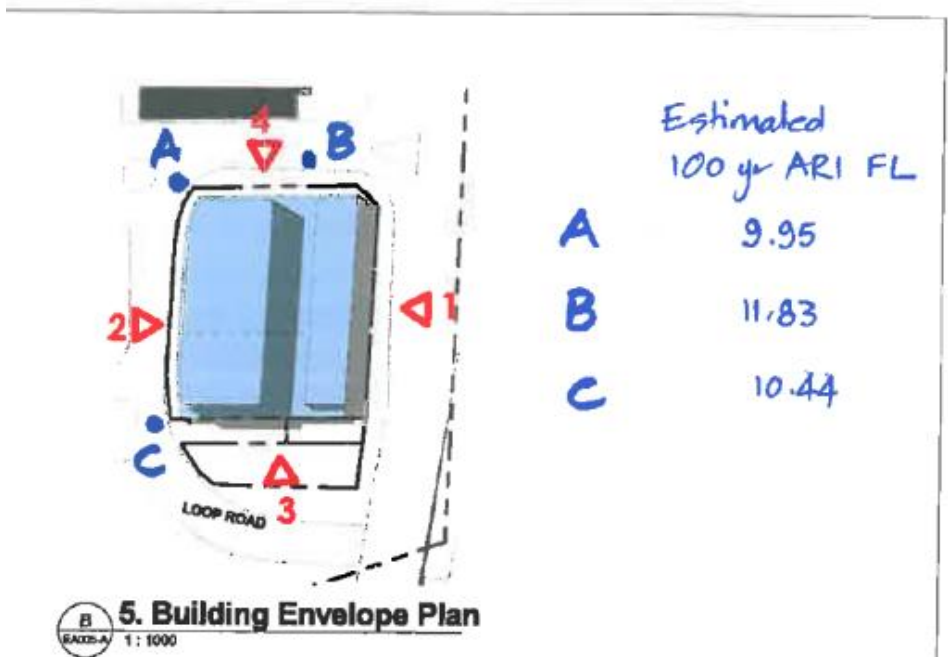 4
A
B
2
1
C
3
LOOP ROAD
B
EA005-A
5. Building Envelope Plan
1 : 1000
Estimated
100 yr ARI FL
A 9.95
B 11.83
C 10.44